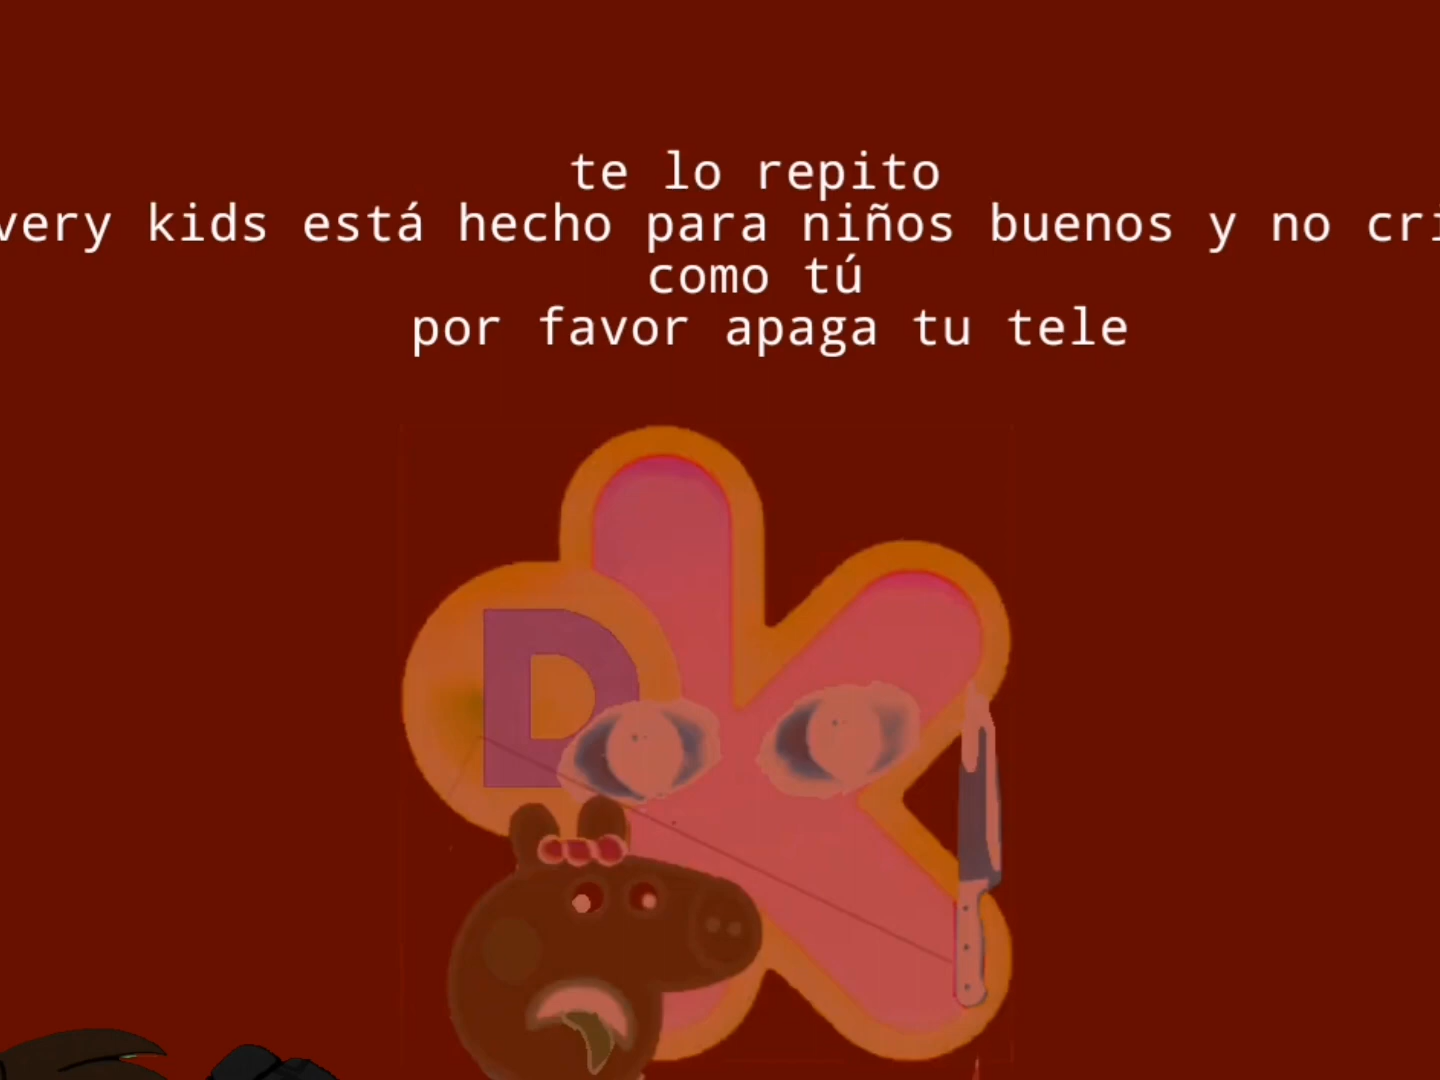 te lo repito
very kids está hecho para niños buenos y no cri
como tú
por favor apaga tu tele
D